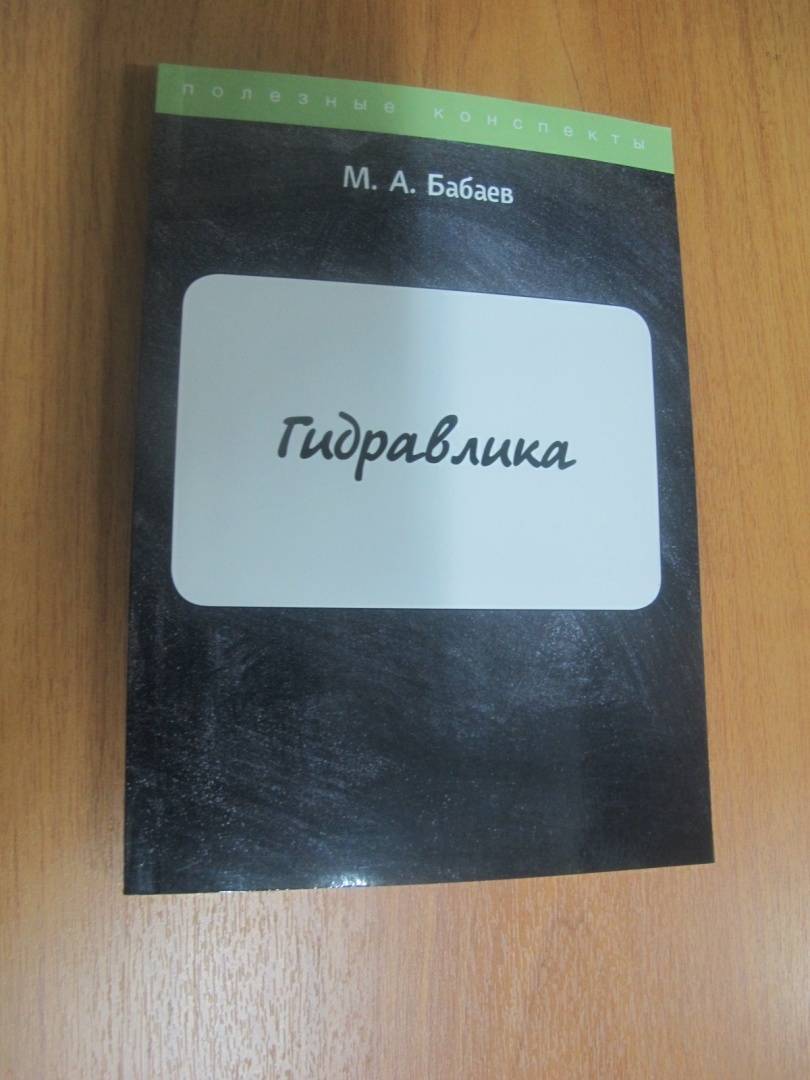 полезные конспекты
М. А. Бабаев
Гидравлика